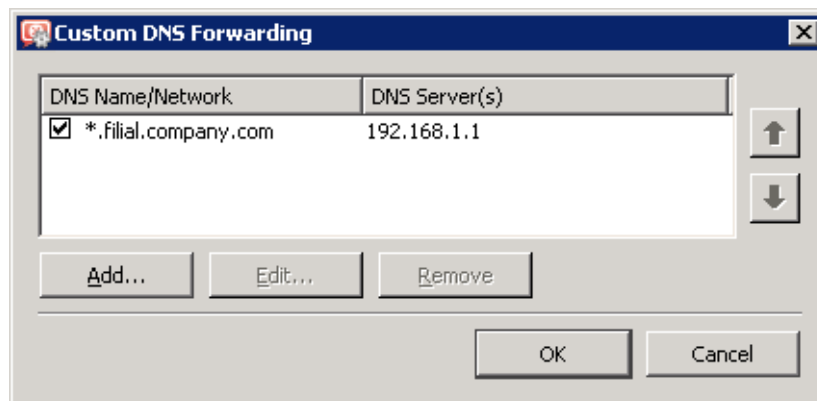 Custom DNS Forwarding
DNS Name/Network DNS Server(s)
*.filial.company.com 192.168.1.1
Add... Edit... Remove
OK Cancel